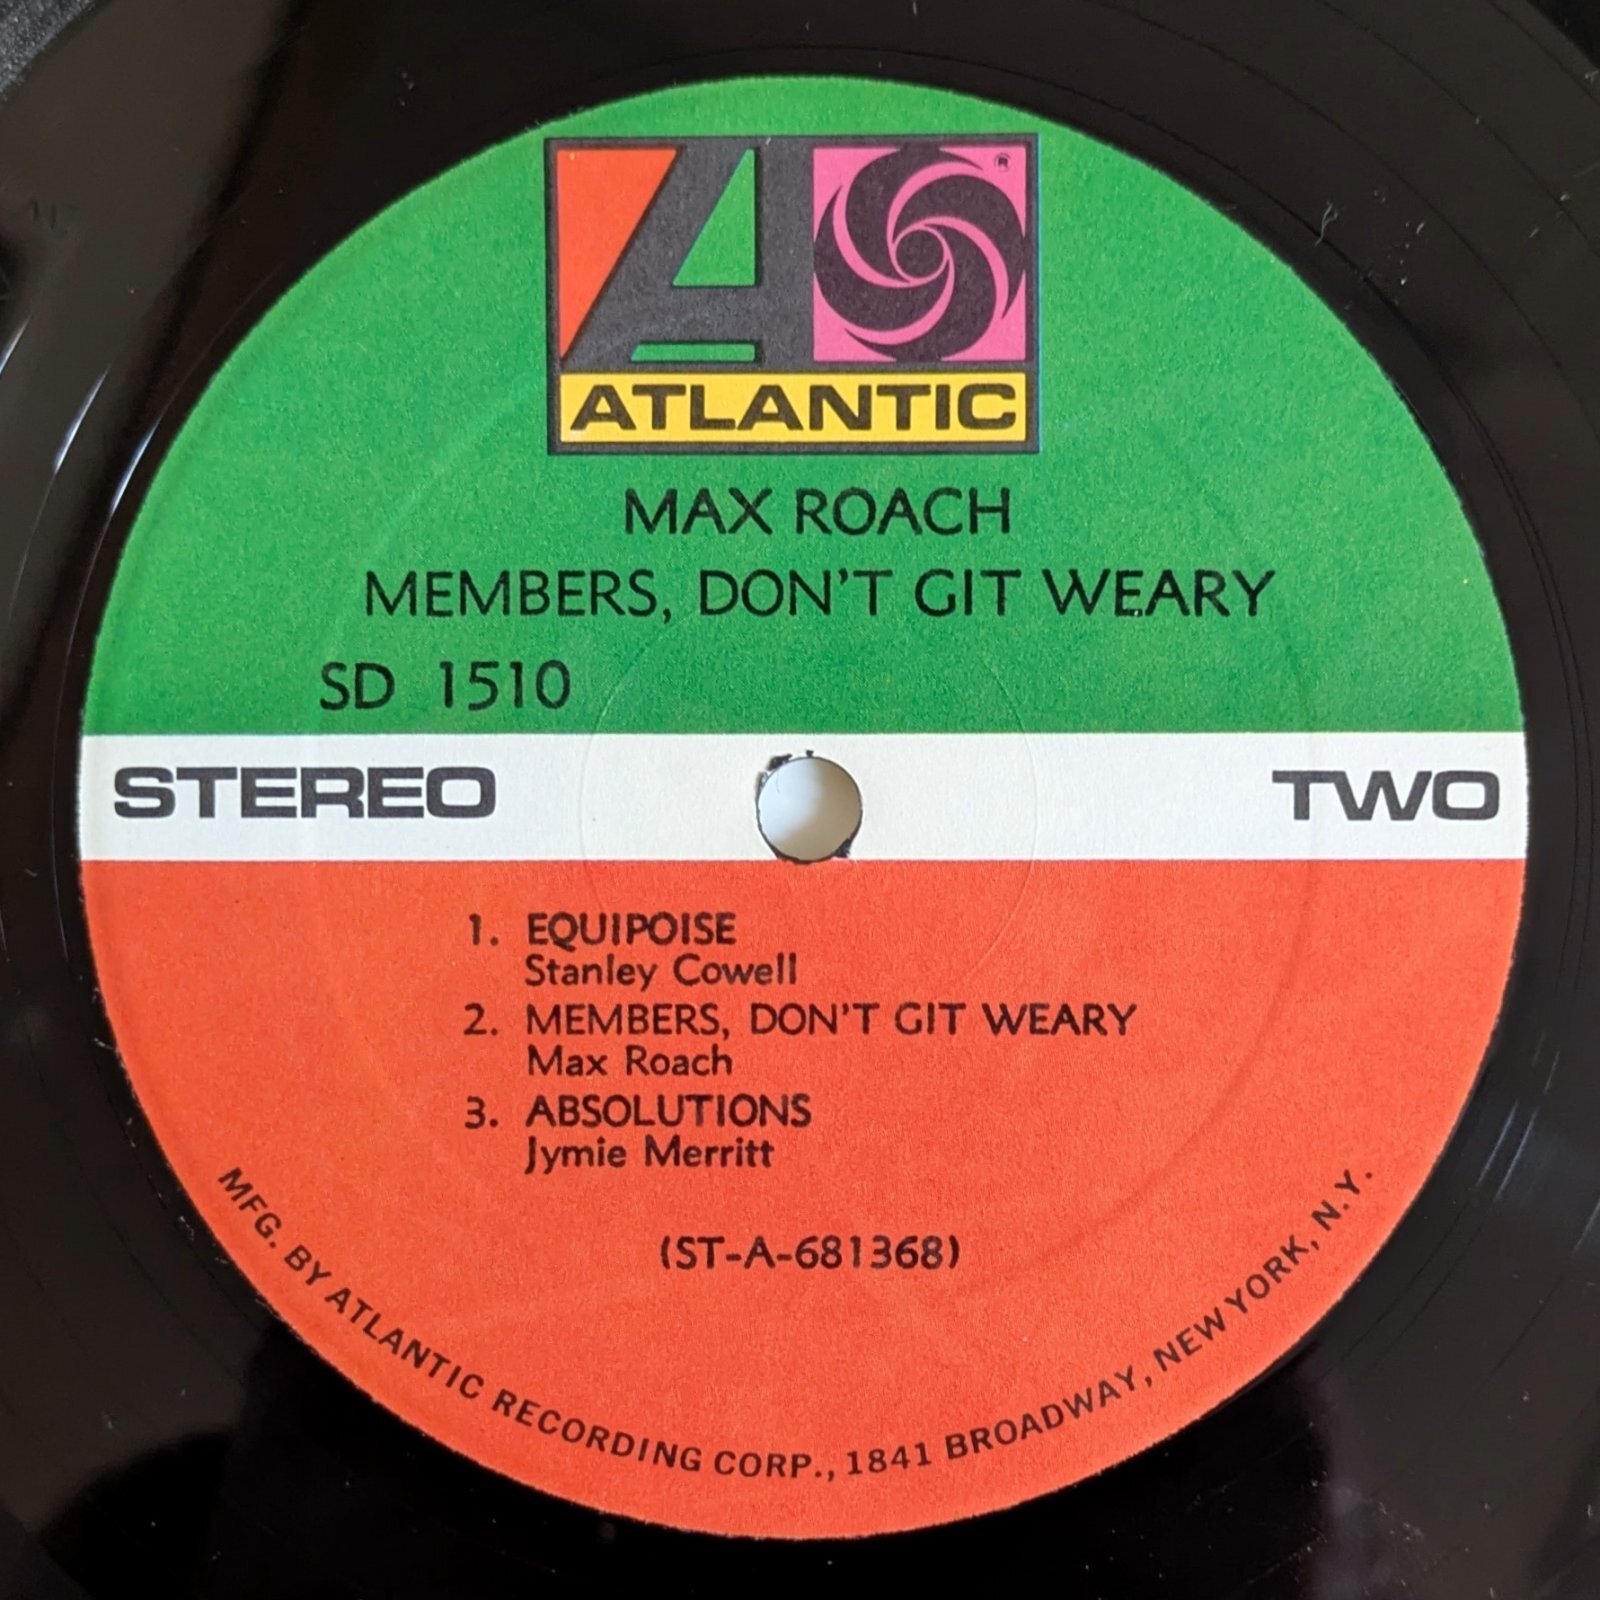 A
®
ATLANTIC
MAX ROACH
MEMBERS, DON'T GIT WEARY
SD 1510
STEREO
TWO
1. EQUIPOISE
Stanley Cowell
2. MEMBERS, DON'T GIT WEARY
Max Roach
3. ABSOLUTIONS
Jymie Merritt
(ST-A-681368)
MFG. BY ATLANTIC RECORDING CORP., 1841 BROADWAY, NEW YORK, N.Y.